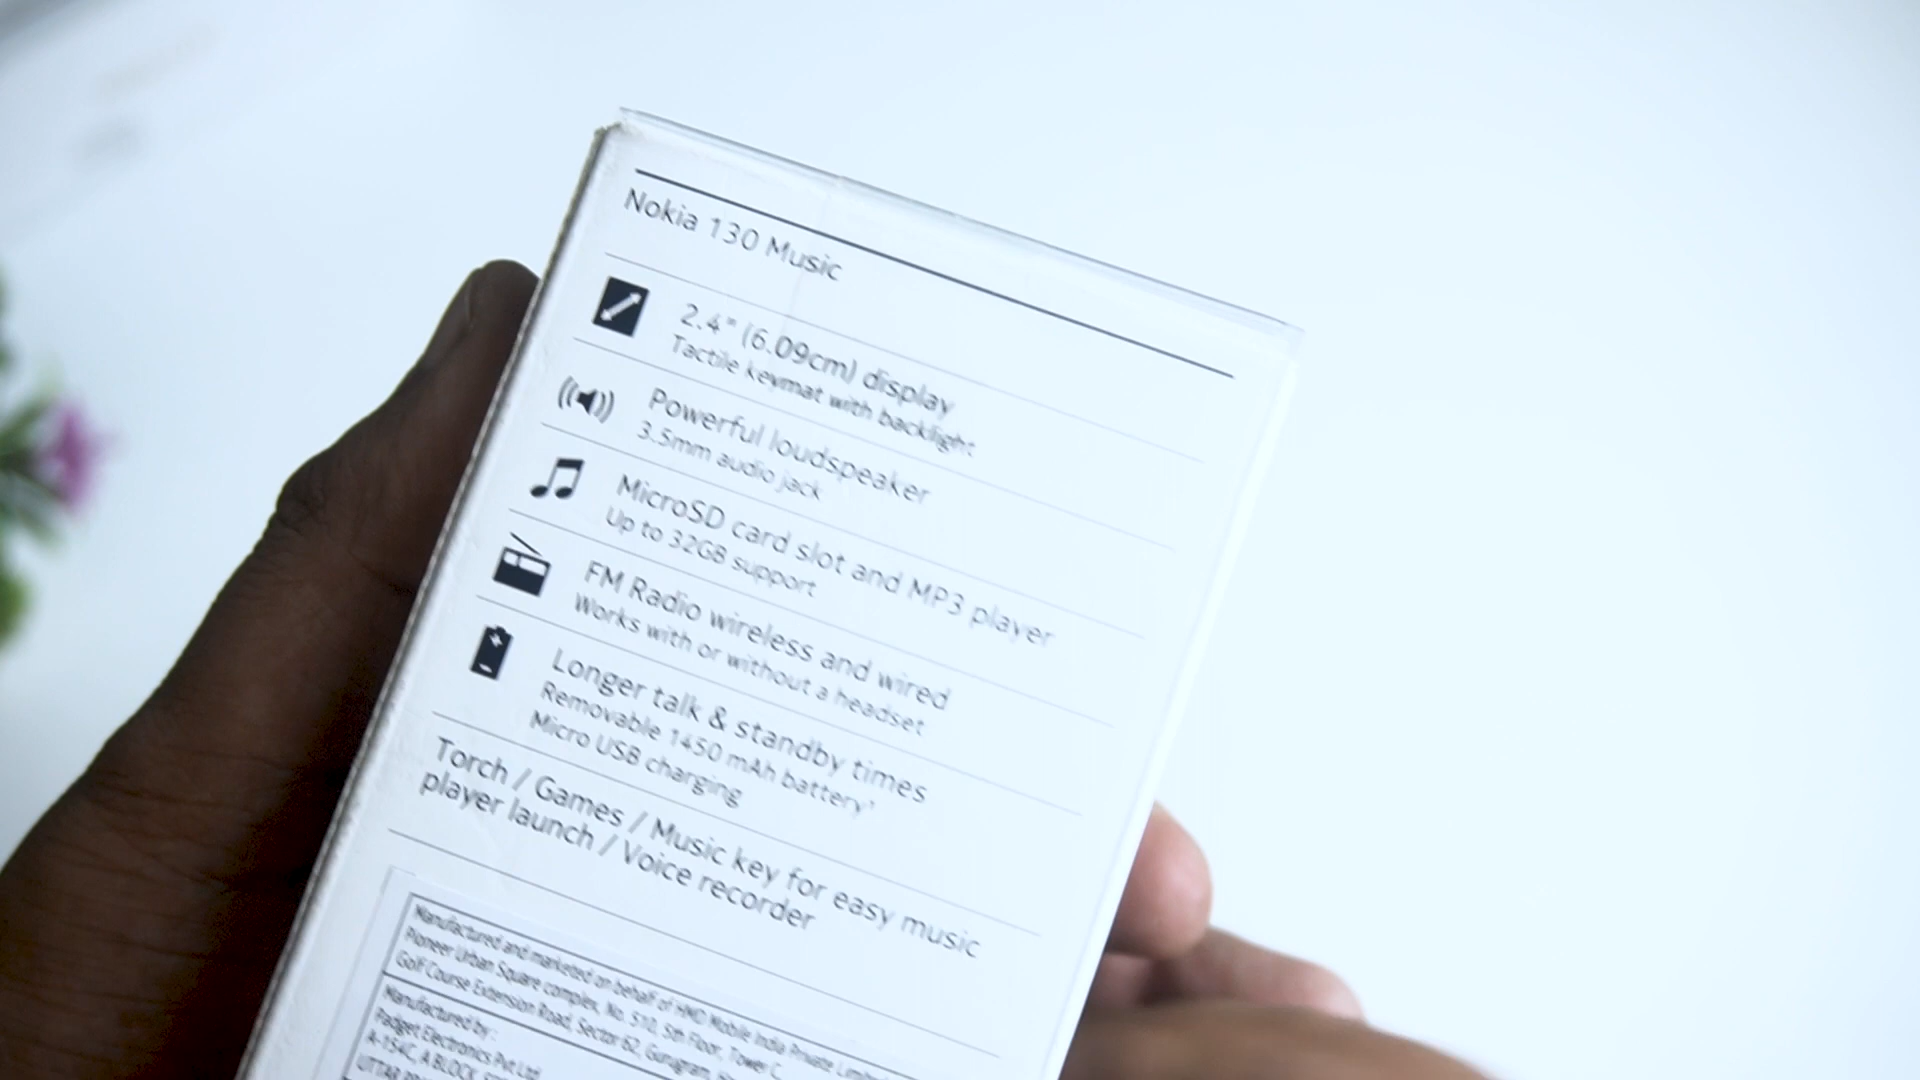 Nokia 130 Music
2.4" (6.09cm) display
Tactile keymat with backlight
Powerful loudspeaker
3.5mm audio jack
MicroSD card slot and MP3 player
Up to 32GB support
FM Radio wireless and wired
Works with or without a headset
Longer talk & standby times
Removable 1450 mAh battery*
Micro USB charging
Torch / Games / Music key for easy music
player launch / Voice recorder
Manufactured and marketed on behalf of HMD Mobile India Private Limited
Pioneer Urban Square complex, No. 510, 5th Floor, Tower C,
Golf Course Extension Road, Sector 62, Gurugram,
Manufactured by :
Padget Electronics Pvt Ltd
A-154C, A BLOCK,
UTTAR